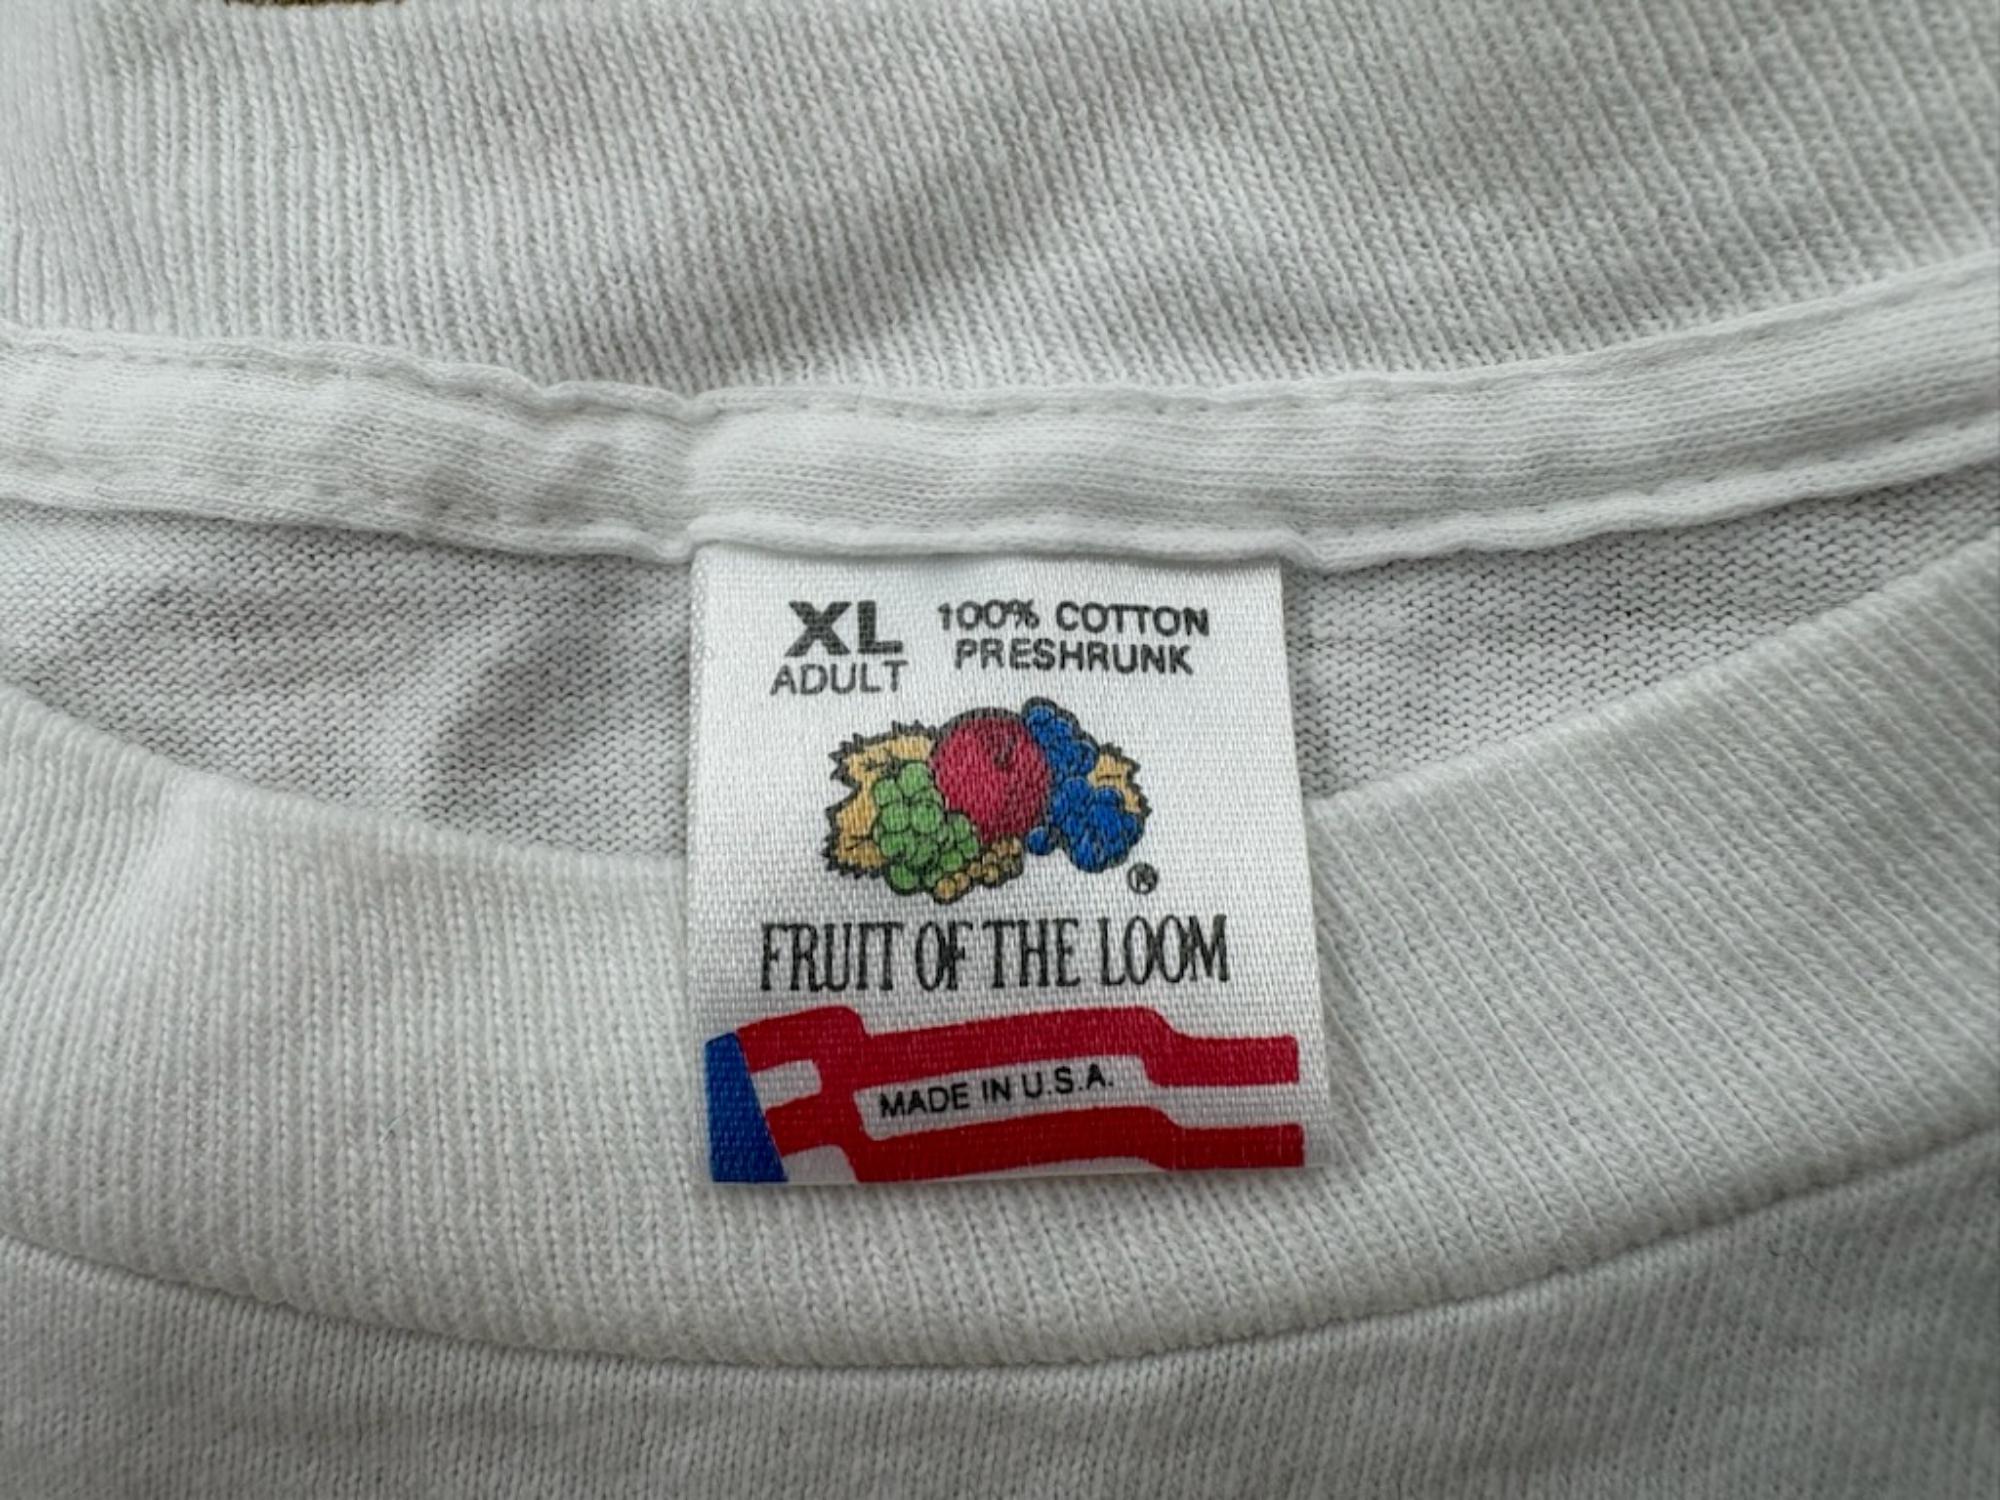 XL
ADULT
100% COTTON
PRESHRUNK
®
FRUIT OF THE LOOM
MADE IN U.S.A.